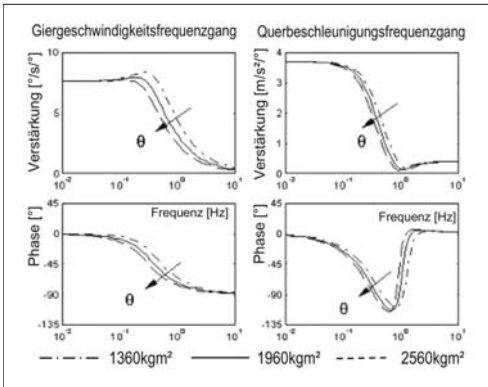 Giergeschwindigkeitsfrequenzgang
Querbeschleunigungsfrequenzgang
Verstärkung [°/s/°]
10
5
0
θ
10⁻² 10⁻¹ 10⁰ 10¹
Verstärkung [m/s²/°]
4
3
2
1
0
θ
10⁻² 10⁻¹ 10⁰ 10¹
Phase [°]
45
0
-45
-90
-135
Frequenz [Hz]
θ
10⁻² 10⁻¹ 10⁰ 10¹
Phase [°]
45
0
-45
-90
-135
Frequenz [Hz]
θ
10⁻² 10⁻¹ 10⁰ 10¹
1360kgm² 1960kgm² 2560kgm²